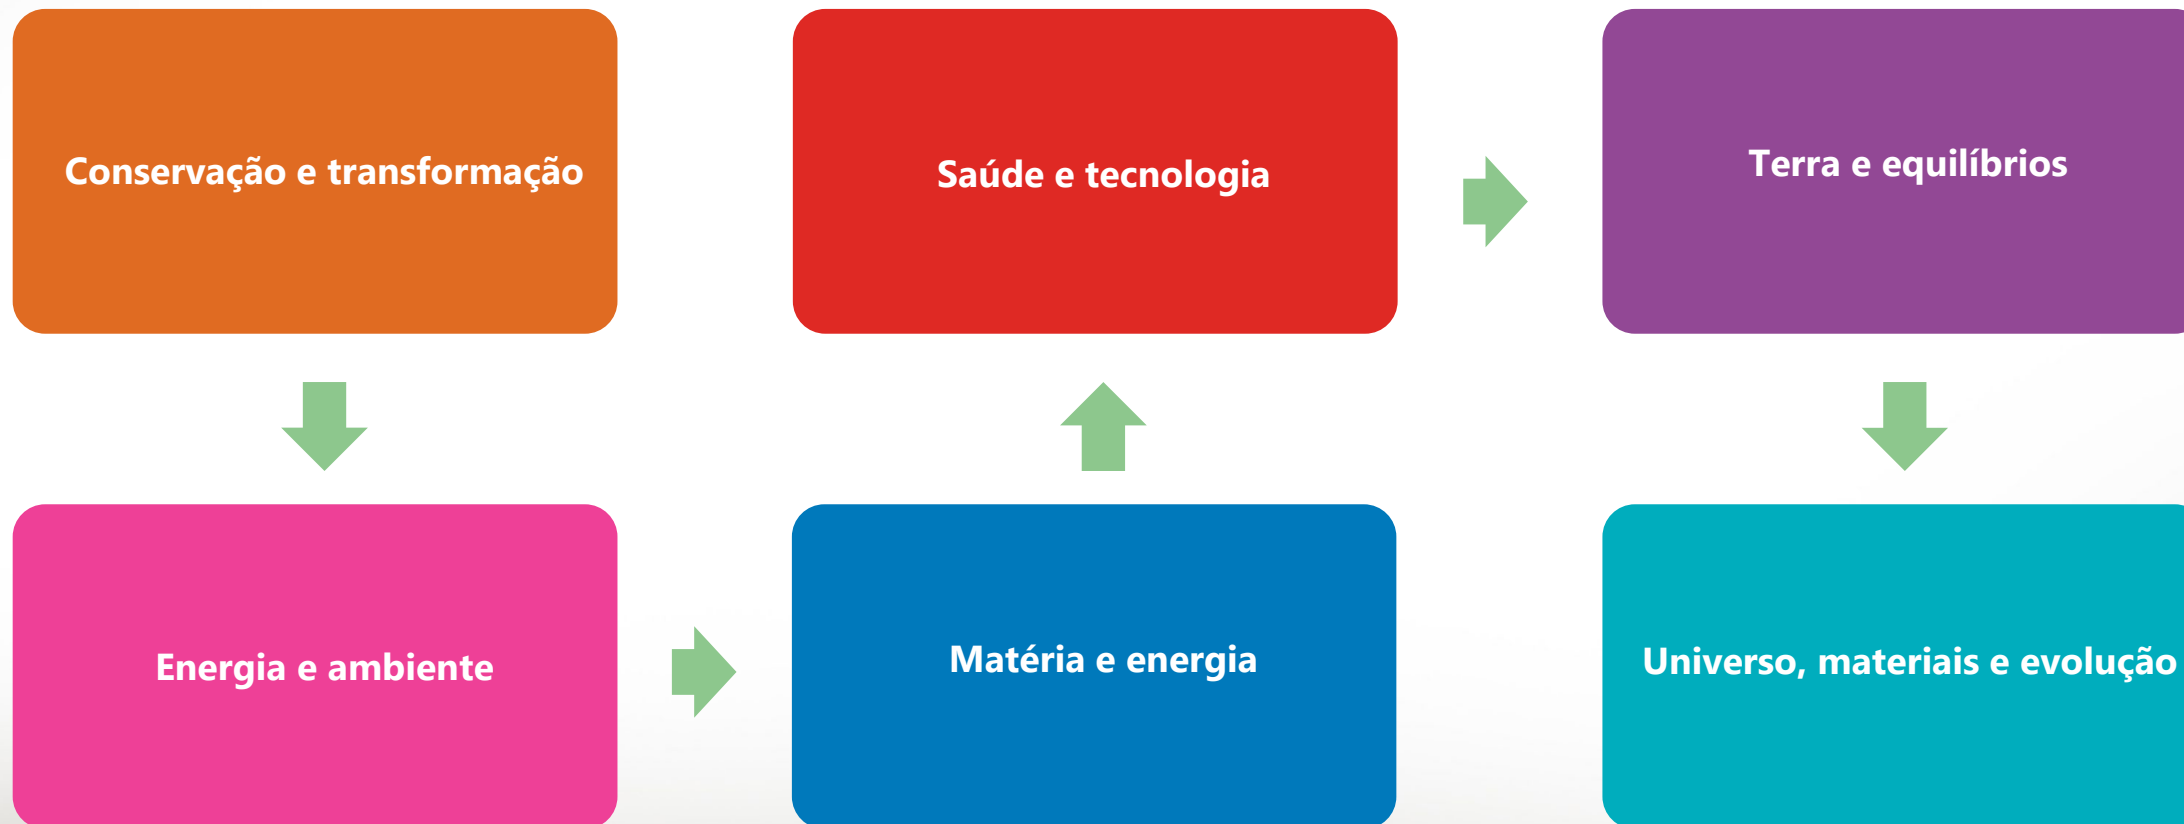 Conservação e transformação
Energia e ambiente
Matéria e energia
Saúde e tecnologia
Terra e equilíbrios
Universo, materiais e evolução